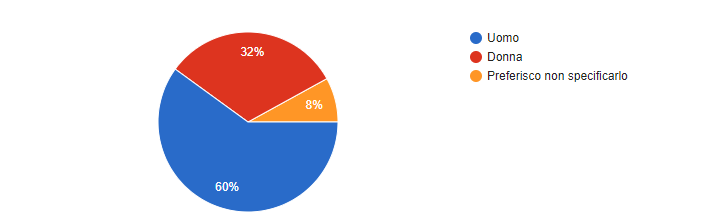 Uomo
Donna
Preferisco non specificarlo
32%
8%
60%